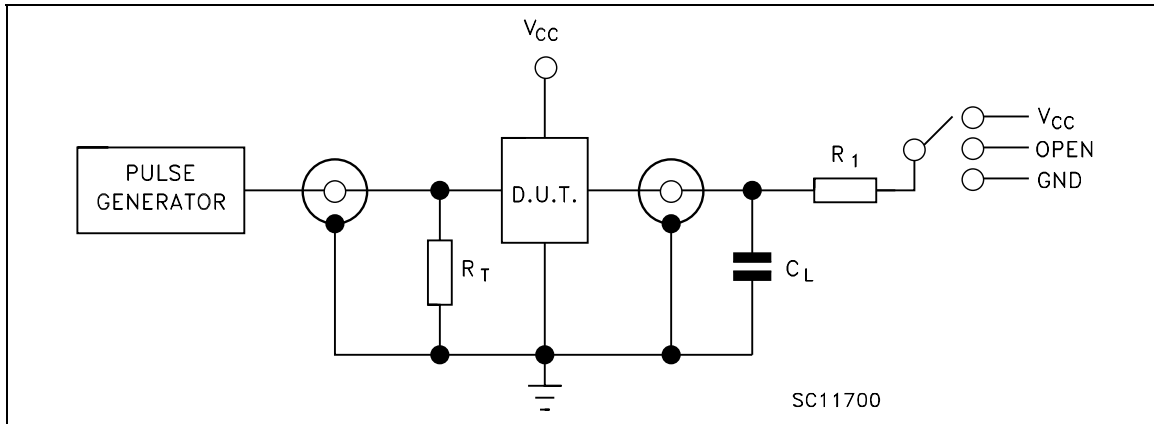 VCC
PULSE
GENERATOR
D.U.T.
RT
CL
R1
VCC
OPEN
GND
SC11700